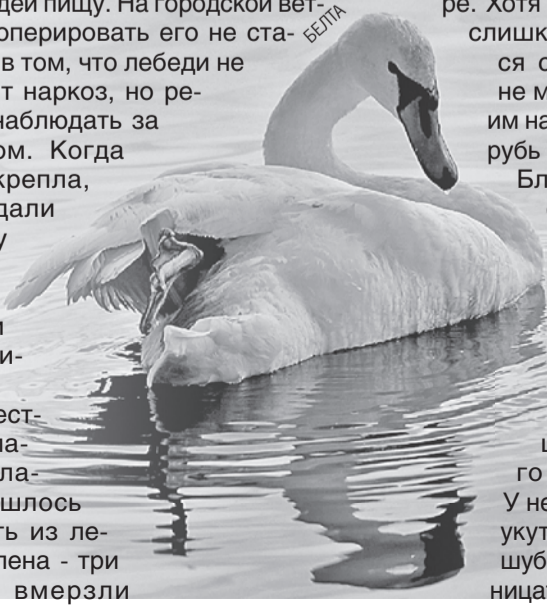 дей пищу. На городской вет-
оперировать его не ста-
в том, что лебеди не
т наркоз, но ре-
наблюдать за
ом. Когда
крепла,
дали
у
и
и-
ест-
ла-
шлось
ть из ле-
лена - три
вмерзли
БЕЛТА
ре. Хотя
слишк
ся о
не м
им на
рубь
Бл
го
У не
укут
шуб
ница